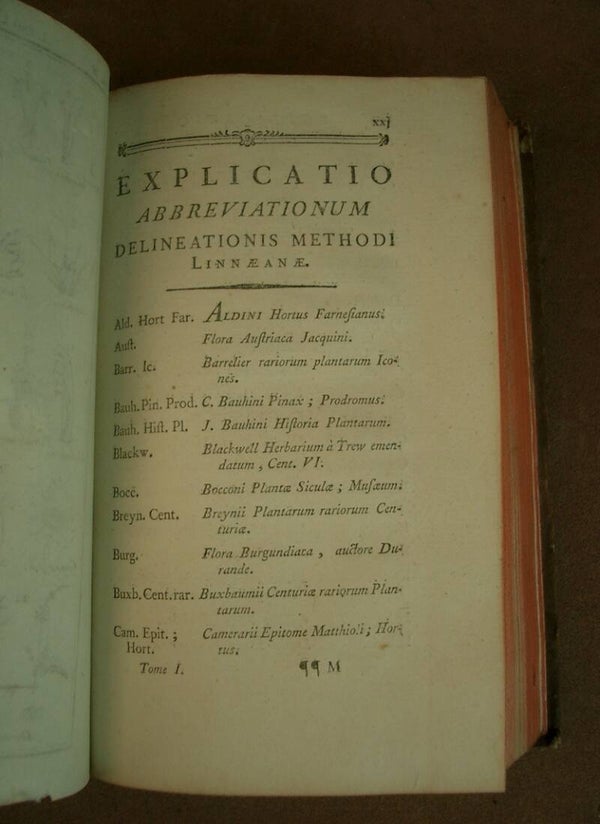 xxj
EXPLICATIO
ABBREVIATIONUM
DELINEATIONIS METHODI
LINNÆANÆ.
Ald. Hort Far. ALDINI Hortus Farneſianus.
Auſt. Flora Auſtriaca Jacquini.
Barr. Ic. Barrelier rariorum plantarum Ico-
nes.
Bauh. Pin. Prod. C. Bauhini Pinax ; Prodromus.
Bauh. Hiſt. Pl. J. Bauhini Hiſtoria Plantarum.
Blackw. Blackwell Herbarium à Trew emen-
datum, Cent. VI.
Bocc. Bocconi Plantæ Siculæ ; Muſæum.
Breyn. Cent. Breynii Plantarum rariorum Cen-
turiæ.
Burg. Flora Burgundiaca, auctore Du-
rande.
Buxb. Cent. rar. Buxbaumii Centuriæ rariorum Plan-
tarum.
Cam. Epit. ; Camerarii Epitome Matthioli ; Hor-
Hort. tus.
Tome I. ¶¶ M